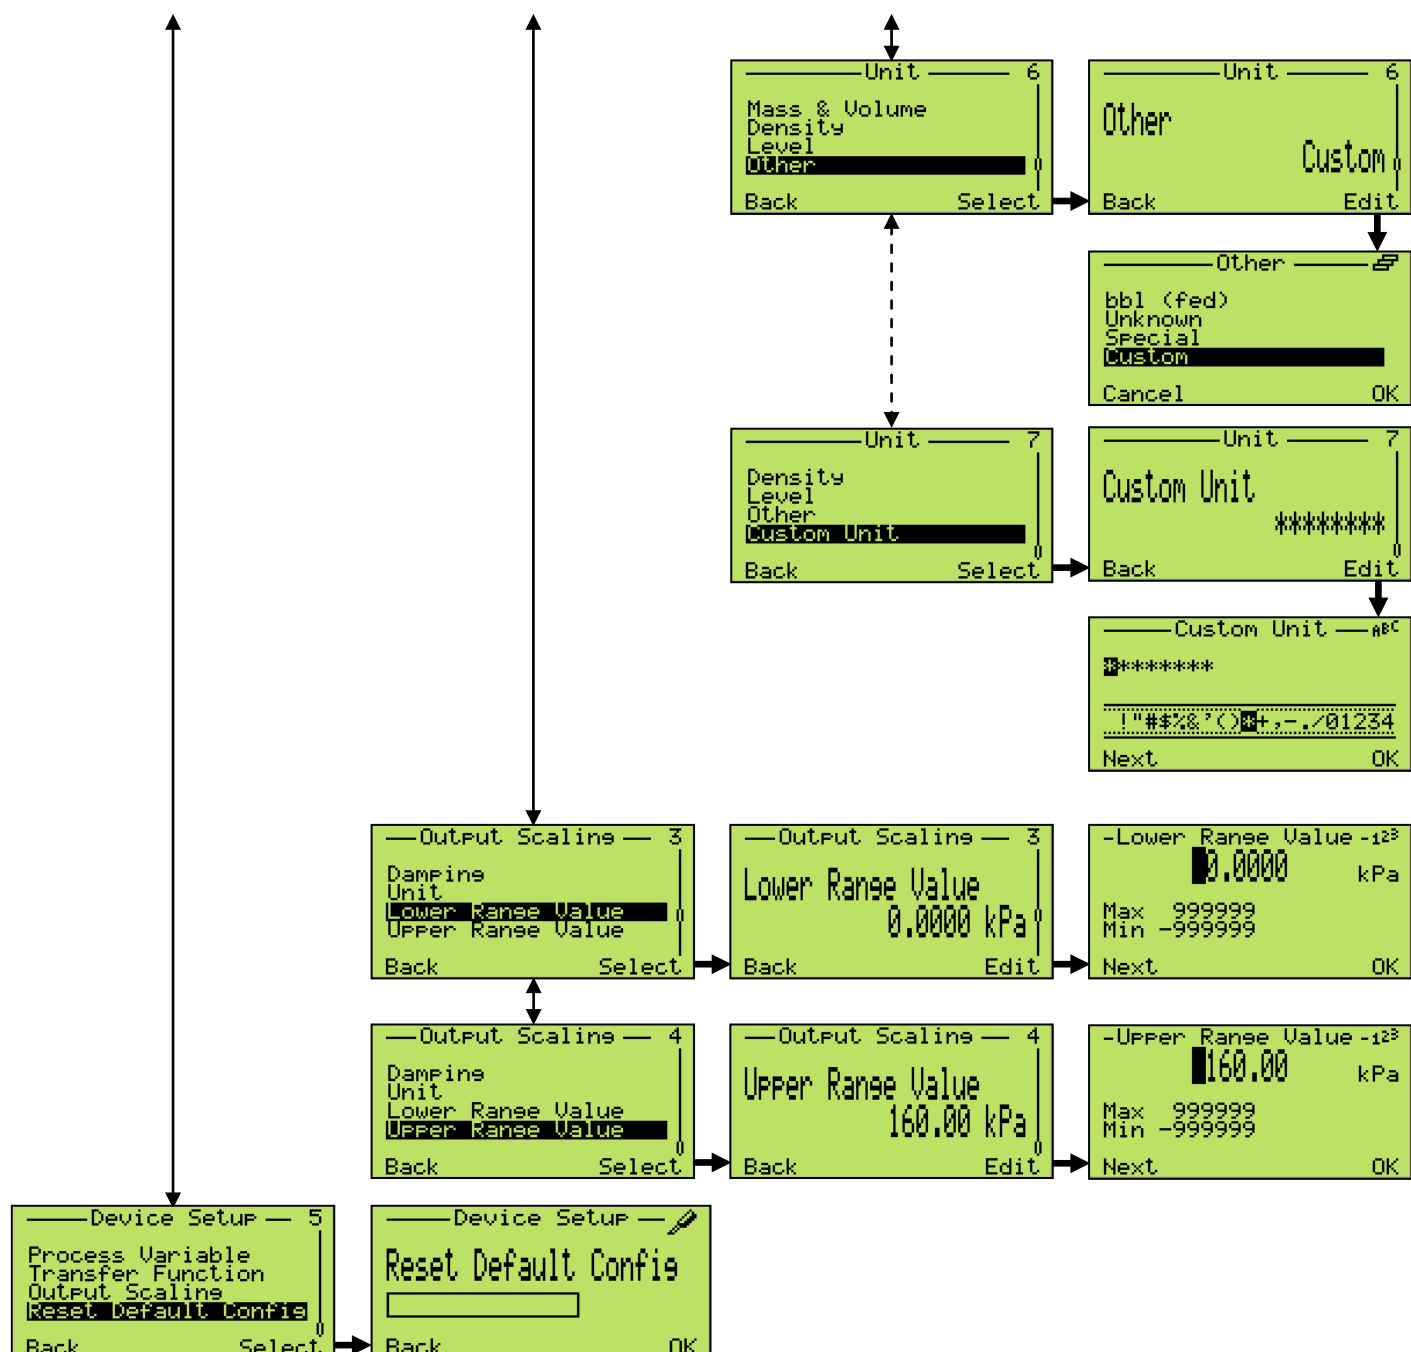 Unit 6
Mass & Volume
Density
Level
Other
Back Select
Unit 6
Other
Custom
Back Edit
Other
bbl (fed)
Unknown
Special
Custom
Cancel OK
Unit 7
Density
Level
Other
Custom Unit
Back Select
Unit 7
Custom Unit
********
Back Edit
Custom Unit ABC
********
!"#$%&'()*+,-./01234
Next OK
Output Scaling 3
Damping
Unit
Lower Range Value
Upper Range Value
Back Select
Output Scaling 3
Lower Range Value
0.0000 kPa
Back Edit
-Lower Range Value -123
0.0000 kPa
Max 999999
Min -999999
Next OK
Output Scaling 4
Damping
Unit
Lower Range Value
Upper Range Value
Back Select
Output Scaling 4
Upper Range Value
160.00 kPa
Back Edit
-Upper Range Value -123
160.00 kPa
Max 999999
Min -999999
Next OK
Device Setup 5
Process Variable
Transfer Function
Output Scaling
Reset Default Config
Back Select
Device Setup
Reset Default Config
Back OK